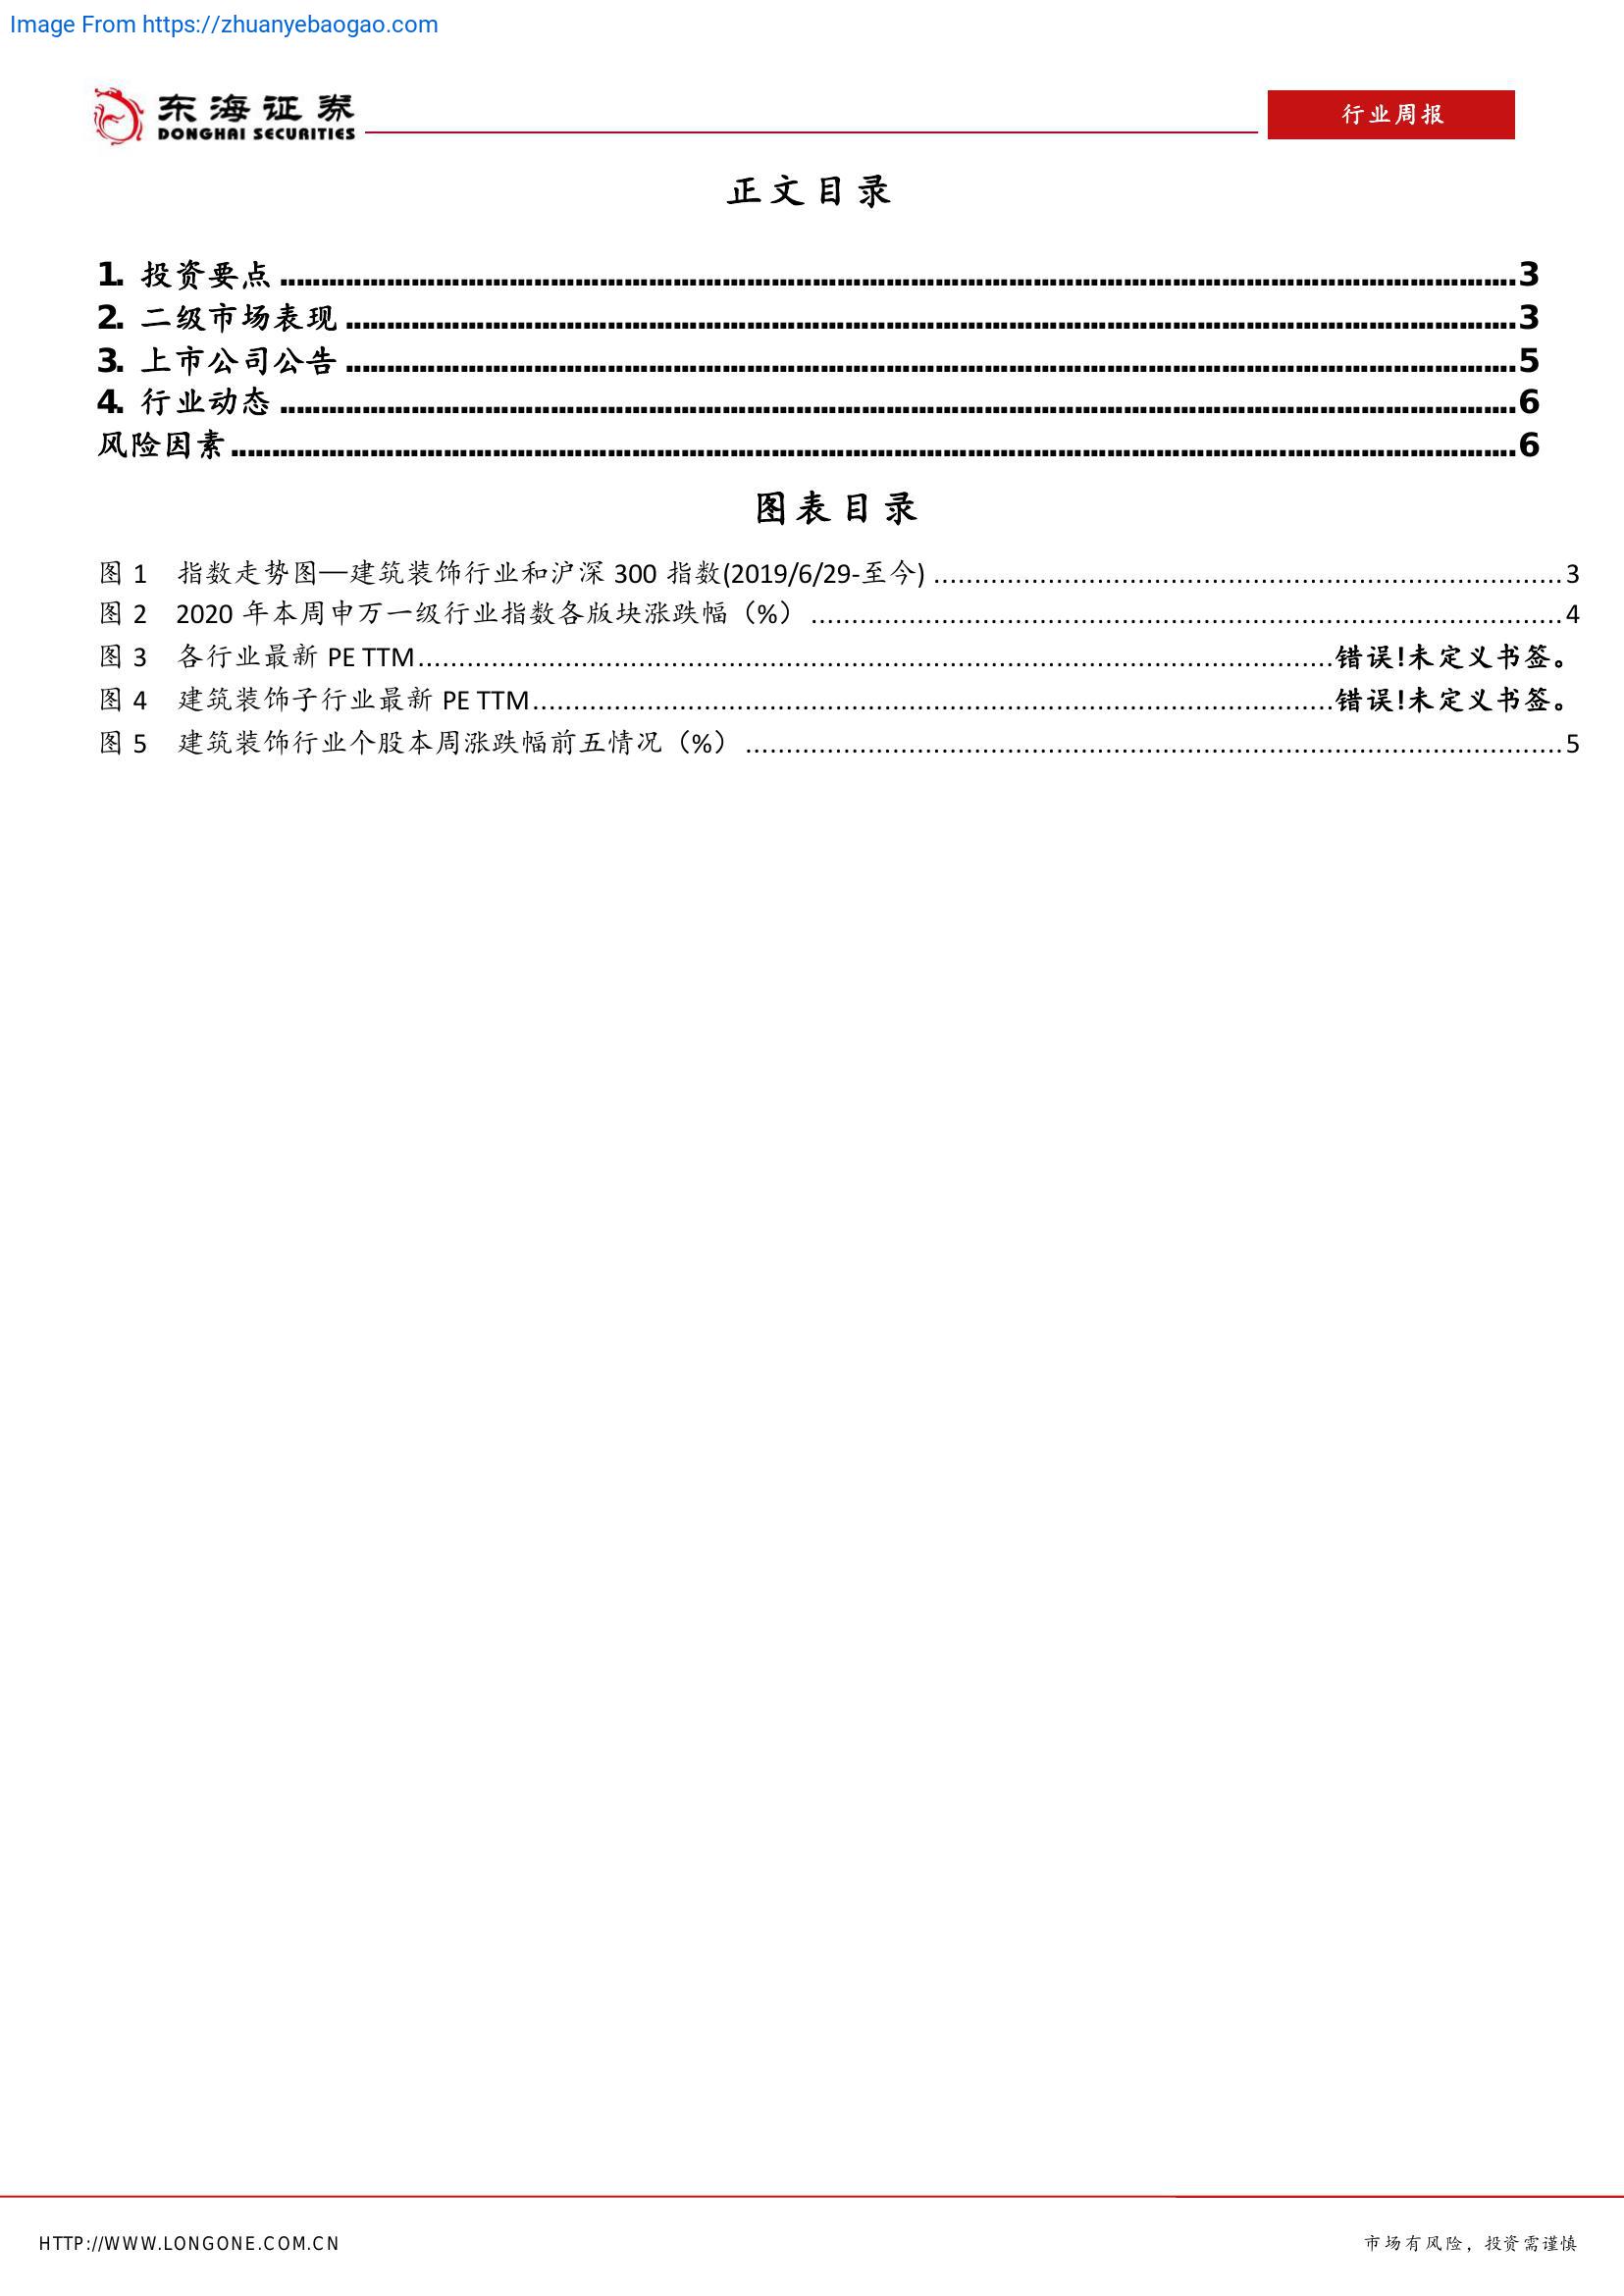 Image From https://zhuanyebaogao.com
东海证券
DONGHAI SECURITIES
行业周报
正文目录
1. 投资要点 ........................................ 3
2. 二级市场表现 ........................................ 3
3. 上市公司公告 ........................................ 5
4. 行业动态 ........................................ 6
风险因素 ........................................ 6
图表目录
图 1 指数走势图—建筑装饰行业和沪深 300 指数(2019/6/29-至今) ........................................ 3
图 2 2020 年本周申万一级行业指数各版块涨跌幅（%） ........................................ 4
图 3 各行业最新 PE TTM ........................................ 错误!未定义书签。
图 4 建筑装饰子行业最新 PE TTM ........................................ 错误!未定义书签。
图 5 建筑装饰行业个股本周涨跌幅前五情况（%） ........................................ 5
HTTP://WWW.LONGONE.COM.CN
市场有风险，投资需谨慎